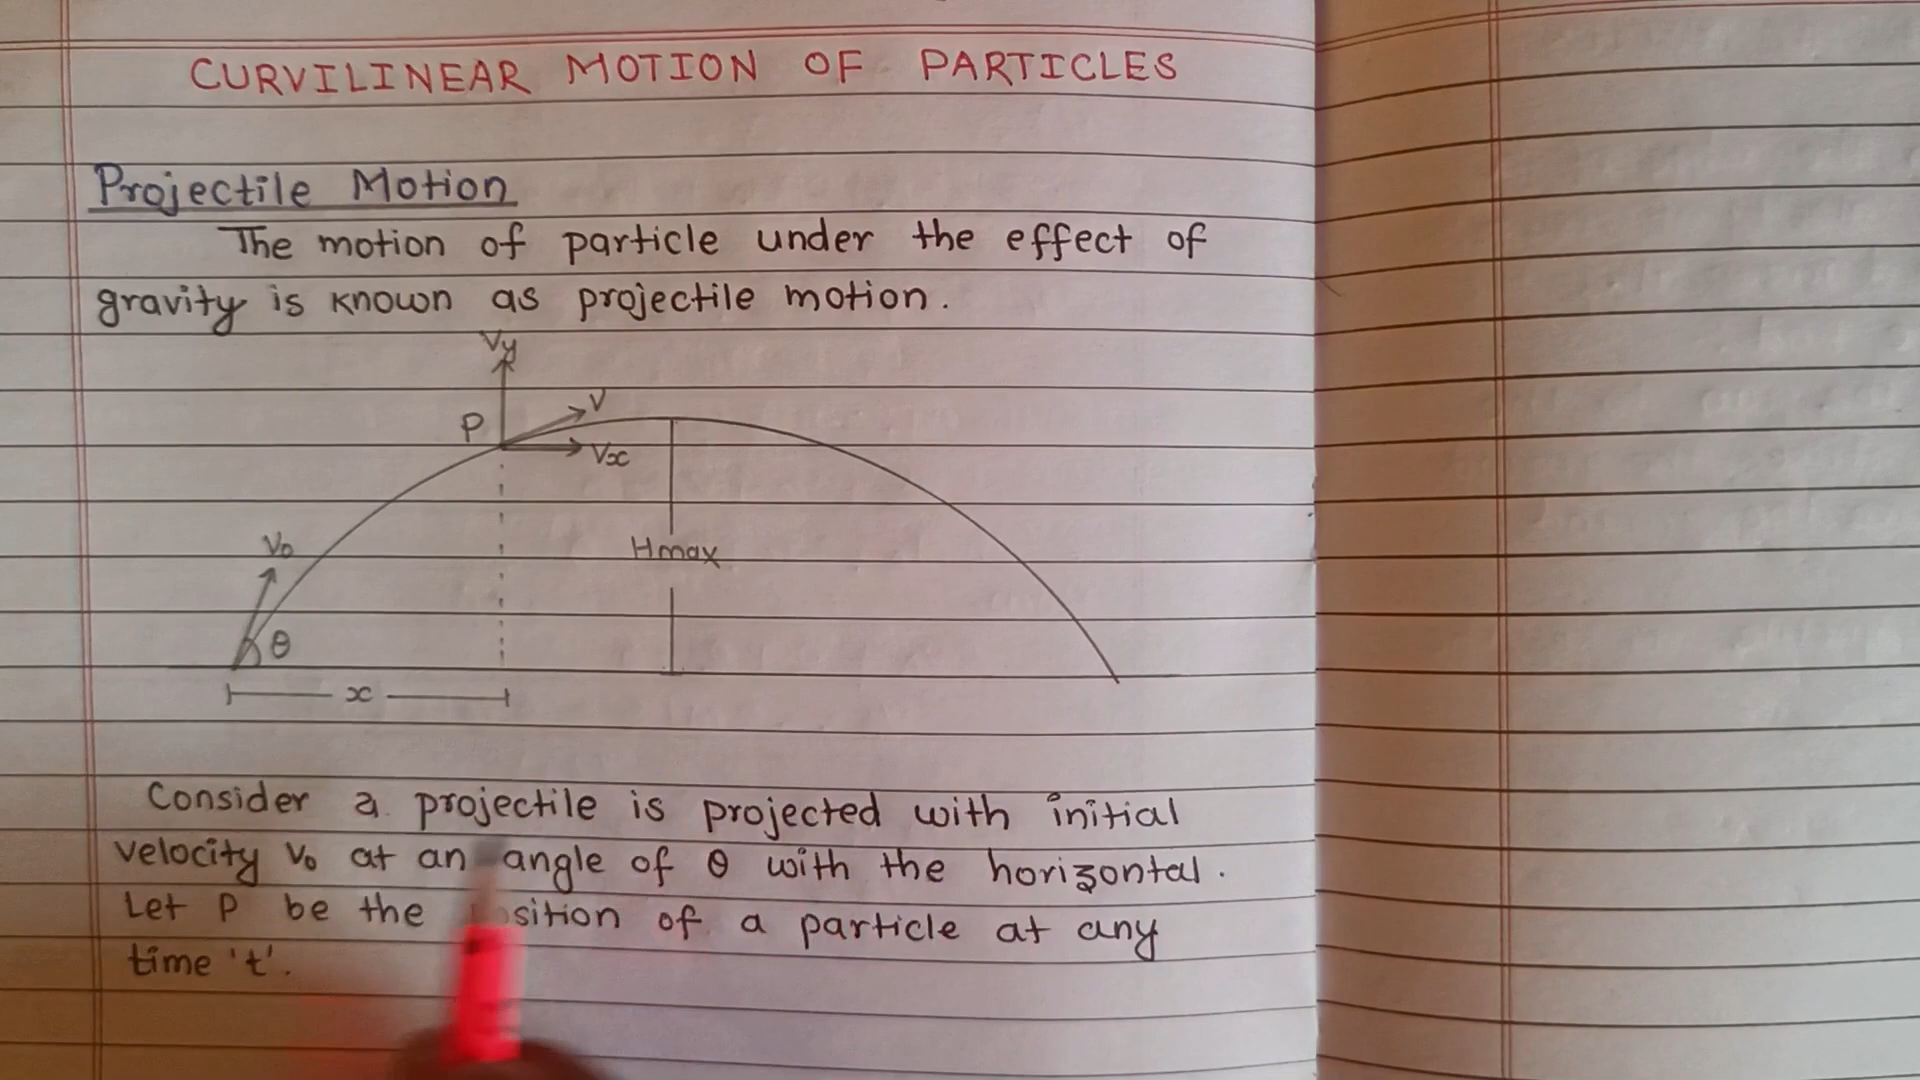 CURVILINEAR MOTION OF PARTICLES
Projectile Motion
The motion of particle under the effect of
gravity is known as projectile motion.
Vy
P
V
Vx
V₀
Hmax
θ
x
Consider a projectile is projected with initial
velocity V₀ at an angle of θ with the horizontal.
Let P be the position of a particle at any
time 't'.